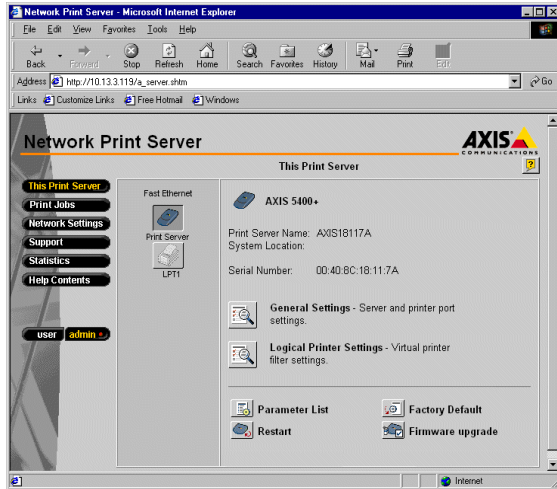 Network Print Server - Microsoft Internet Explorer
File Edit View Favorites Tools Help
Back Forward Stop Refresh Home Search Favorites History Mail Print Edit
Address http://10.13.3.119/a_server.shtm Go
Links Customize Links Free Hotmail Windows
Network Print Server
AXIS
COMMUNICATIONS
This Print Server
?
This Print Server
Print Jobs
Network Settings
Support
Statistics
Help Contents
user admin
Fast Ethernet
Print Server
LPT1
AXIS 5400+
Print Server Name: AXIS18117A
System Location:
Serial Number: 00:40:8C:18:11:7A
General Settings - Server and printer port
settings.
Logical Printer Settings - Virtual printer
filter settings.
Parameter List
Factory Default
Restart
Firmware upgrade
Internet